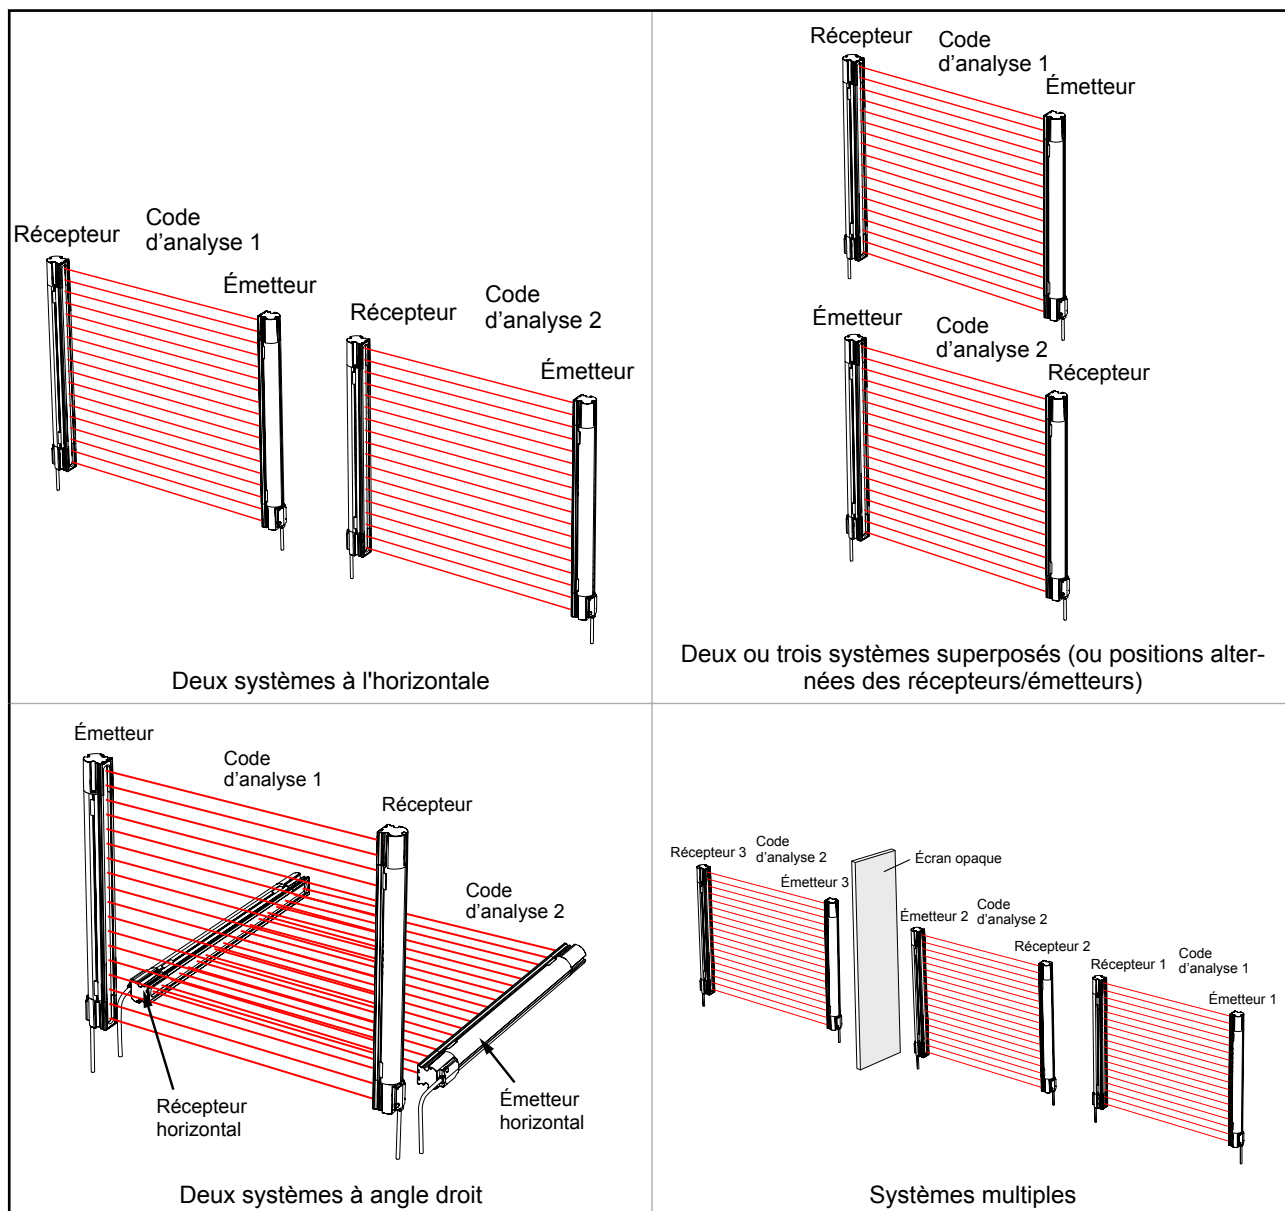 Récepteur
Code
d’analyse 1
Émetteur
Récepteur
Code
d’analyse 2
Émetteur
Deux systèmes à l'horizontale
Récepteur
Code
d’analyse 1
Émetteur
Émetteur
Code
d’analyse 2
Récepteur
Deux ou trois systèmes superposés (ou positions alter-
nées des récepteurs/émetteurs)
Émetteur
Code
d’analyse 1
Récepteur
Code
d’analyse 2
Récepteur
horizontal
Émetteur
horizontal
Deux systèmes à angle droit
Récepteur 3
Code
d’analyse 2
Émetteur 3
Écran opaque
Émetteur 2
Code
d’analyse 2
Récepteur 2
Récepteur 1
Code
d’analyse 1
Émetteur 1
Systèmes multiples